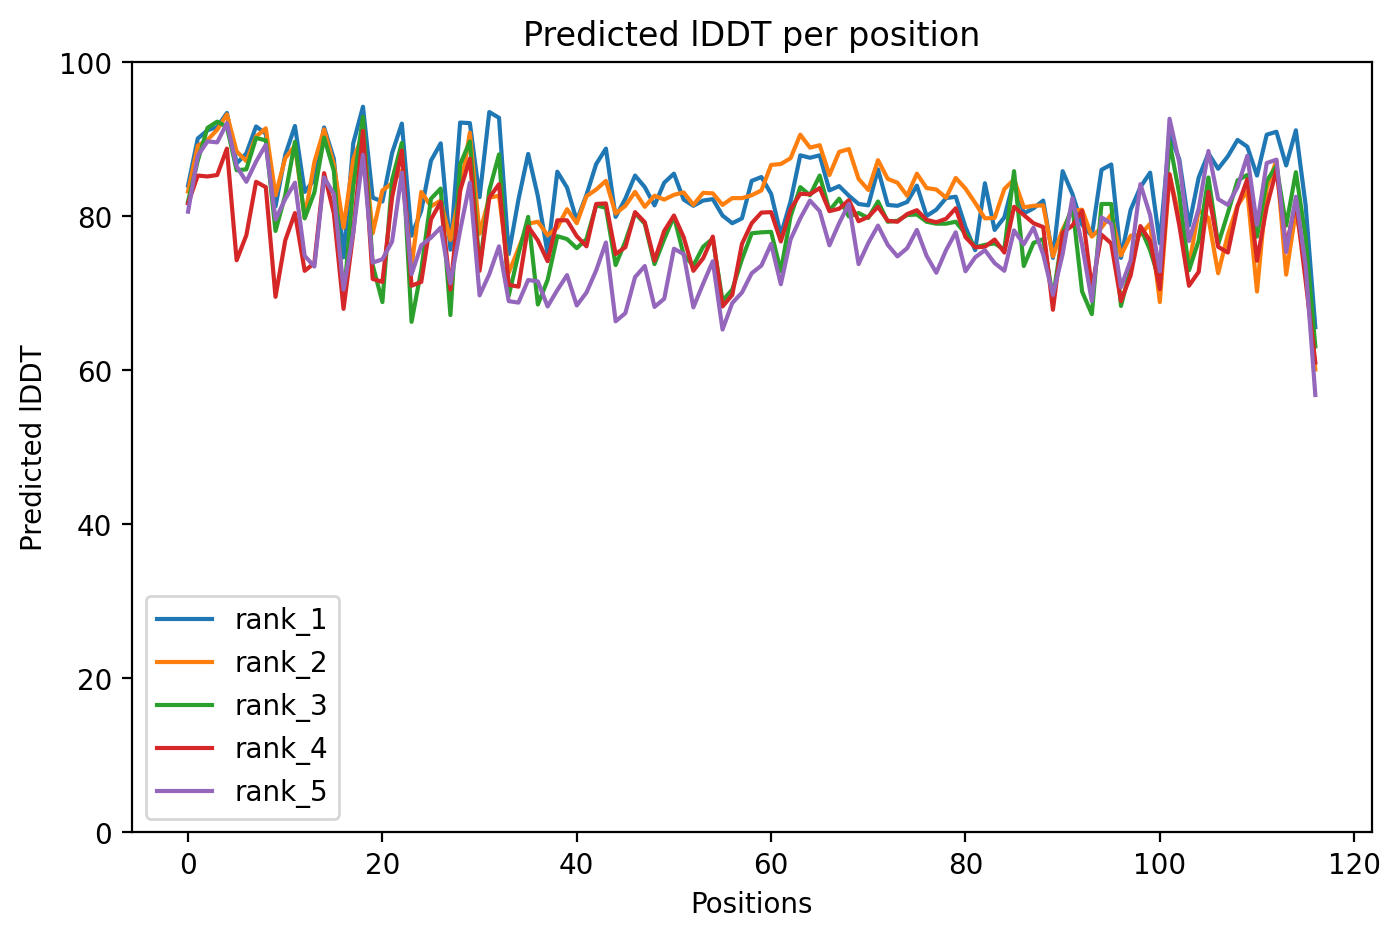 Predicted lDDT per position
100
80
60
40
20
0
Predicted lDDT
rank_1
rank_2
rank_3
rank_4
rank_5
0 20 40 60 80 100 120
Positions